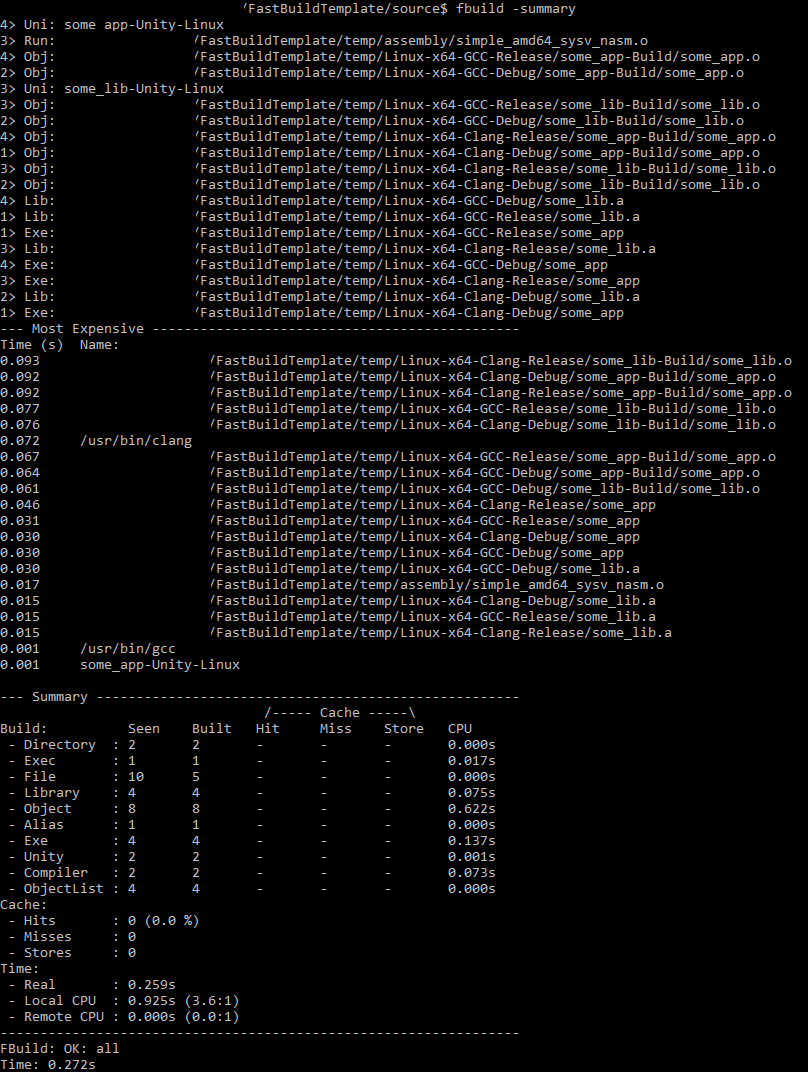 /FastBuildTemplate/source$ fbuild -summary
4> Uni: some app-Unity-Linux
3> Run: /FastBuildTemplate/temp/assembly/simple_amd64_sysv_nasm.o
4> Obj: /FastBuildTemplate/temp/Linux-x64-GCC-Release/some_app-Build/some_app.o
2> Obj: /FastBuildTemplate/temp/Linux-x64-GCC-Debug/some_app-Build/some_app.o
3> Uni: some_lib-Unity-Linux
3> Obj: /FastBuildTemplate/temp/Linux-x64-GCC-Release/some_lib-Build/some_lib.o
2> Obj: /FastBuildTemplate/temp/Linux-x64-GCC-Debug/some_lib-Build/some_lib.o
4> Obj: /FastBuildTemplate/temp/Linux-x64-Clang-Release/some_app-Build/some_app.o
1> Obj: /FastBuildTemplate/temp/Linux-x64-Clang-Debug/some_app-Build/some_app.o
3> Obj: /FastBuildTemplate/temp/Linux-x64-Clang-Release/some_lib-Build/some_lib.o
2> Obj: /FastBuildTemplate/temp/Linux-x64-Clang-Debug/some_lib-Build/some_lib.o
4> Lib: /FastBuildTemplate/temp/Linux-x64-GCC-Debug/some_lib.a
1> Lib: /FastBuildTemplate/temp/Linux-x64-GCC-Release/some_lib.a
1> Exe: /FastBuildTemplate/temp/Linux-x64-GCC-Release/some_app
3> Lib: /FastBuildTemplate/temp/Linux-x64-Clang-Release/some_lib.a
4> Exe: /FastBuildTemplate/temp/Linux-x64-GCC-Debug/some_app
3> Exe: /FastBuildTemplate/temp/Linux-x64-Clang-Release/some_app
2> Lib: /FastBuildTemplate/temp/Linux-x64-Clang-Debug/some_lib.a
1> Exe: /FastBuildTemplate/temp/Linux-x64-Clang-Debug/some_app
--- Most Expensive ----------------------------------------------
Time (s)  Name:
0.093 /FastBuildTemplate/temp/Linux-x64-Clang-Release/some_lib-Build/some_lib.o
0.092 /FastBuildTemplate/temp/Linux-x64-Clang-Debug/some_app-Build/some_app.o
0.092 /FastBuildTemplate/temp/Linux-x64-Clang-Release/some_app-Build/some_app.o
0.077 /FastBuildTemplate/temp/Linux-x64-GCC-Release/some_lib-Build/some_lib.o
0.076 /FastBuildTemplate/temp/Linux-x64-Clang-Debug/some_lib-Build/some_lib.o
0.072 /usr/bin/clang
0.067 /FastBuildTemplate/temp/Linux-x64-GCC-Release/some_app-Build/some_app.o
0.064 /FastBuildTemplate/temp/Linux-x64-GCC-Debug/some_app-Build/some_app.o
0.061 /FastBuildTemplate/temp/Linux-x64-GCC-Debug/some_lib-Build/some_lib.o
0.046 /FastBuildTemplate/temp/Linux-x64-Clang-Release/some_app
0.031 /FastBuildTemplate/temp/Linux-x64-GCC-Release/some_app
0.030 /FastBuildTemplate/temp/Linux-x64-Clang-Debug/some_app
0.030 /FastBuildTemplate/temp/Linux-x64-GCC-Debug/some_app
0.030 /FastBuildTemplate/temp/Linux-x64-GCC-Debug/some_lib.a
0.017 /FastBuildTemplate/temp/assembly/simple_amd64_sysv_nasm.o
0.015 /FastBuildTemplate/temp/Linux-x64-Clang-Debug/some_lib.a
0.015 /FastBuildTemplate/temp/Linux-x64-GCC-Release/some_lib.a
0.015 /FastBuildTemplate/temp/Linux-x64-Clang-Release/some_lib.a
0.001 /usr/bin/gcc
0.001 some_app-Unity-Linux
--- Summary -----------------------------------------------------
/----- Cache -----\
Build: Seen Built Hit Miss Store CPU
- Directory : 2 2 - - - 0.000s
- Exec : 1 1 - - - 0.017s
- File : 10 5 - - - 0.000s
- Library : 4 4 - - - 0.075s
- Object : 8 8 - - - 0.622s
- Alias : 1 1 - - - 0.000s
- Exe : 4 4 - - - 0.137s
- Unity : 2 2 - - - 0.001s
- Compiler : 2 2 - - - 0.073s
- ObjectList : 4 4 - - - 0.000s
Cache:
- Hits : 0 (0.0 %)
- Misses : 0
- Stores : 0
Time:
- Real : 0.259s
- Local CPU : 0.925s (3.6:1)
- Remote CPU : 0.000s (0.0:1)
-----------------------------------------------------------------
FBuild: OK: all
Time: 0.272s